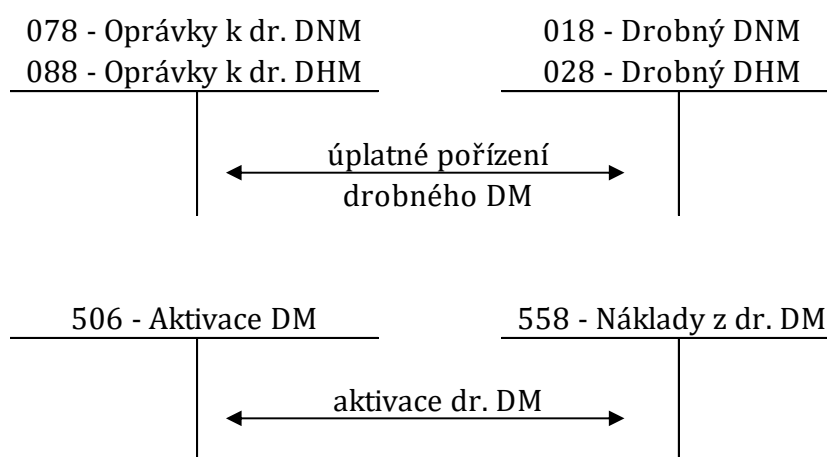 078 - Oprávky k dr. DNM
088 - Oprávky k dr. DHM
018 - Drobný DNM
028 - Drobný DHM
úplatné pořízení
drobného DM
506 - Aktivace DM
558 - Náklady z dr. DM
aktivace dr. DM